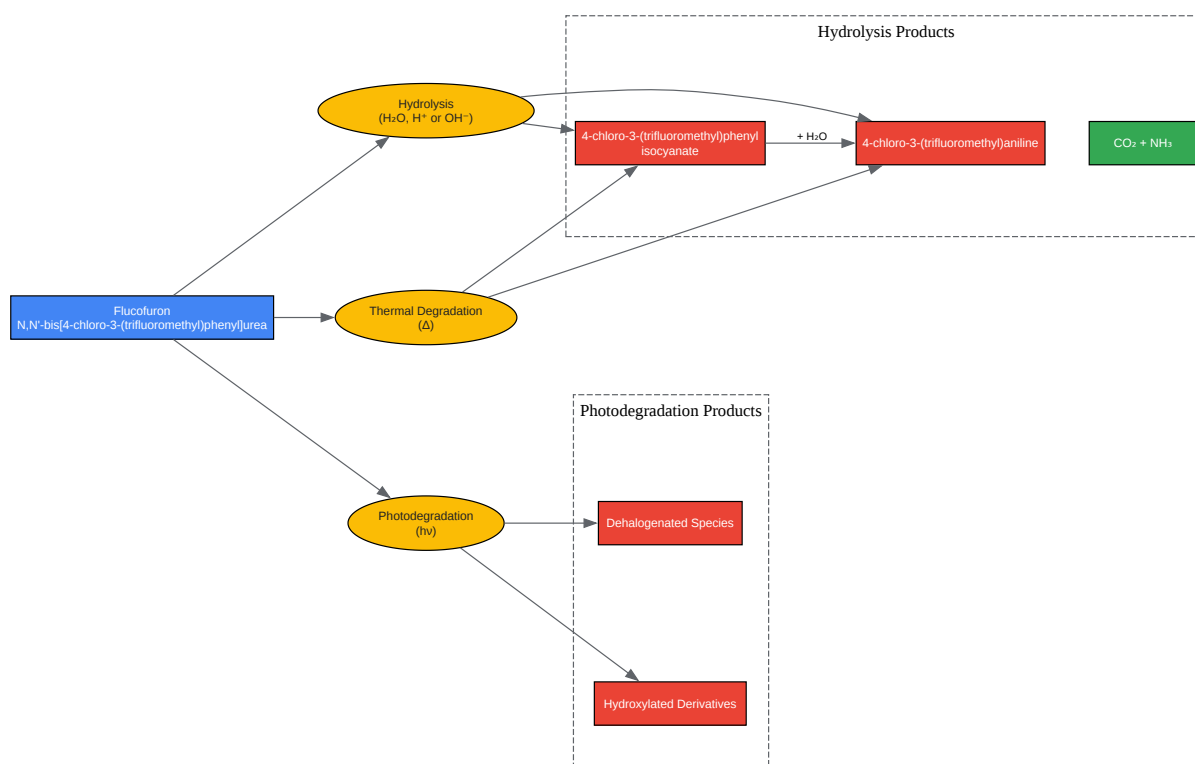 Hydrolysis Products
Hydrolysis
(H₂O, H⁺ or OH⁻)
4-chloro-3-(trifluoromethyl)phenyl
isocyanate
+ H₂O
4-chloro-3-(trifluoromethyl)aniline
CO₂ + NH₃
Flucofuron
N,N'-bis[4-chloro-3-(trifluoromethyl)phenyl]urea
Thermal Degradation
(Δ)
Photodegradation Products
Photodegradation
(hν)
Dehalogenated Species
Hydroxylated Derivatives